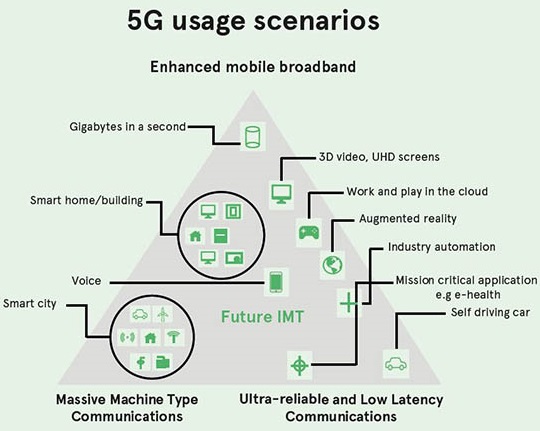 5G usage scenarios
Enhanced mobile broadband
Gigabytes in a second
3D video, UHD screens
Smart home/building
Work and play in the cloud
Augmented reality
Industry automation
Voice
Mission critical application
e.g e-health
Smart city
Self driving car
Future IMT
Massive Machine Type
Communications
Ultra-reliable and Low Latency
Communications